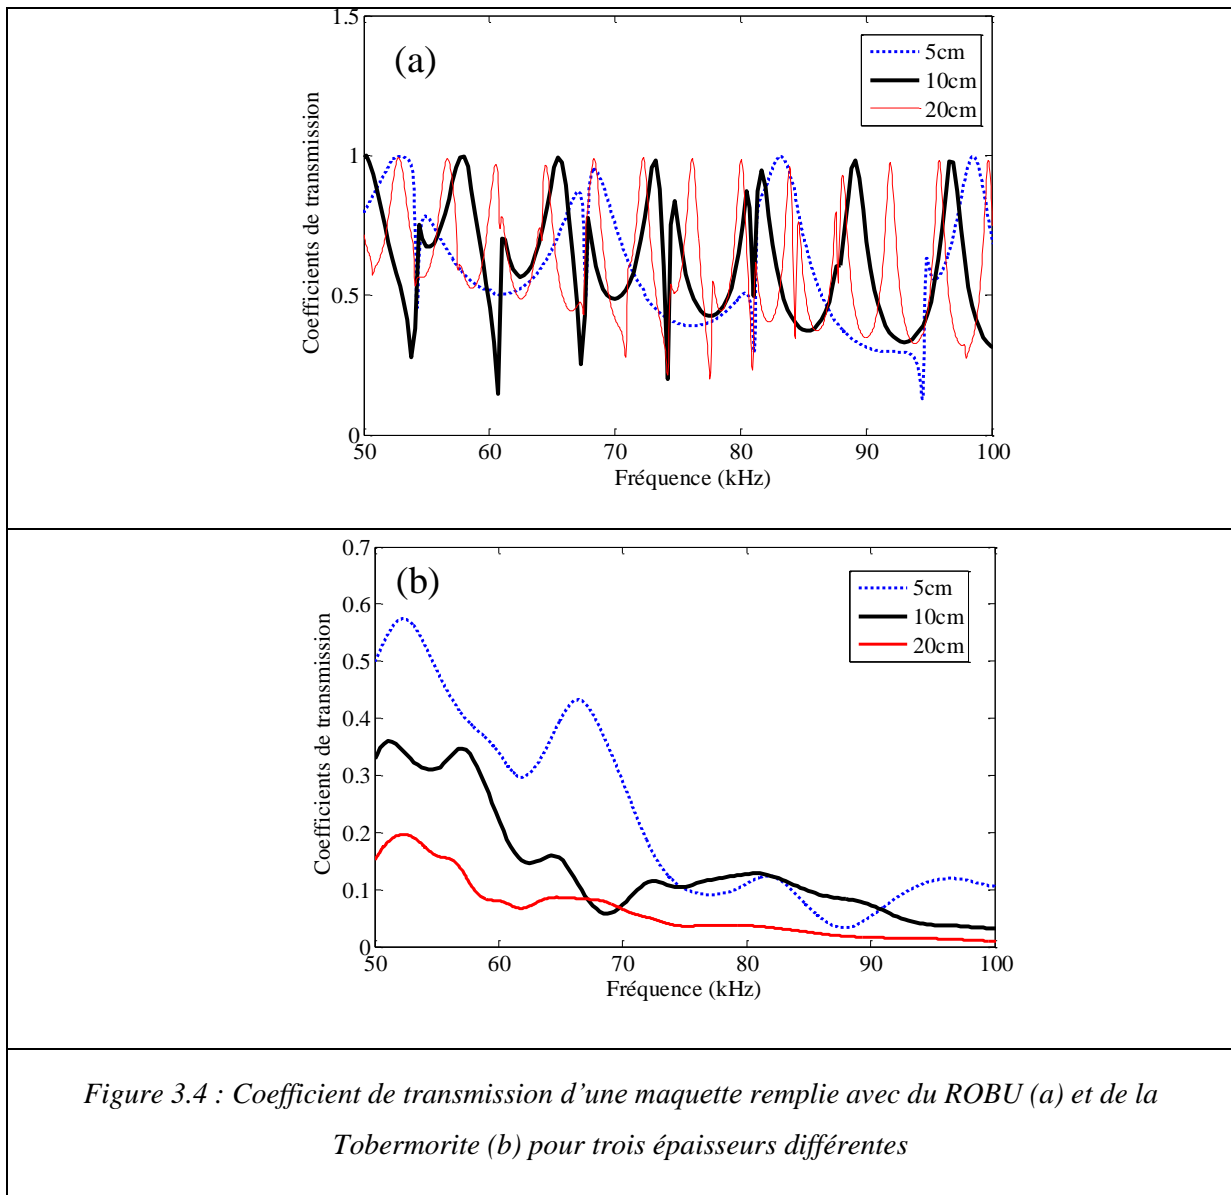 (a)
5cm
10cm
20cm
1.5
1
0.5
0
Coefficients de transmission
50 60 70 80 90 100
Fréquence (kHz)
(b)
5cm
10cm
20cm
0.7
0.6
0.5
0.4
0.3
0.2
0.1
0
Coefficients de transmission
50 60 70 80 90 100
Fréquence (kHz)
Figure 3.4 : Coefficient de transmission d’une maquette remplie avec du ROBU (a) et de la
Tobermorite (b) pour trois épaisseurs différentes